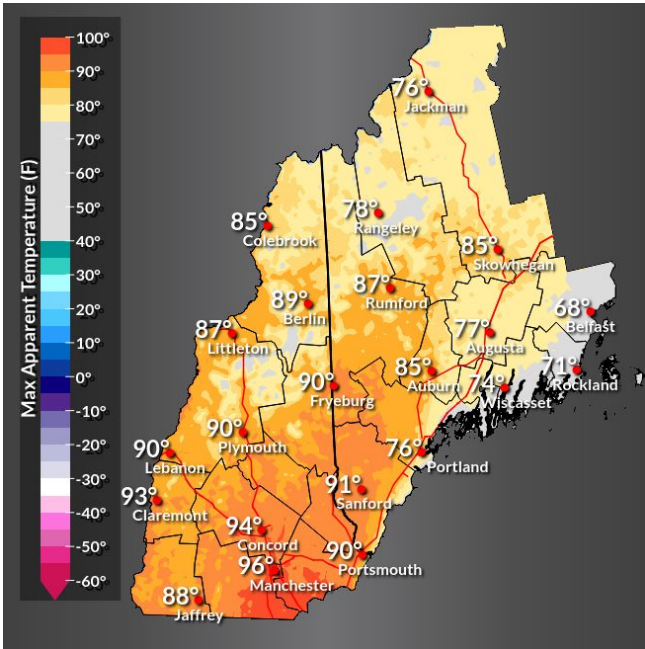 Max Apparent Temperature (F)
100°
90°
80°
70°
60°
50°
40°
30°
20°
10°
0°
-10°
-20°
-30°
-40°
-50°
-60°
76°
Jackman
78°
Rangeley
85°
Colebrook
85°
Skowhegan
87°
Rumford
89°
Berlin
68°
Belfast
87°
Littleton
77°
Augusta
85°
Auburn
71°
Rockland
74°
Wiscasset
90°
Fryeburg
90°
Plymouth
90°
Lebanon
76°
Portland
91°
Sanford
93°
Claremont
94°
Concord
90°
Portsmouth
96°
Manchester
88°
Jaffrey